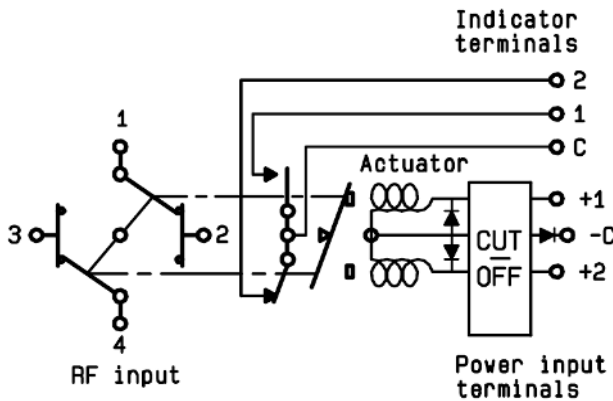 Indicator
terminals
2
1
C
1
Actuator
+1
3
2
CUT
-C
OFF
+2
4
RF input
Power input
terminals